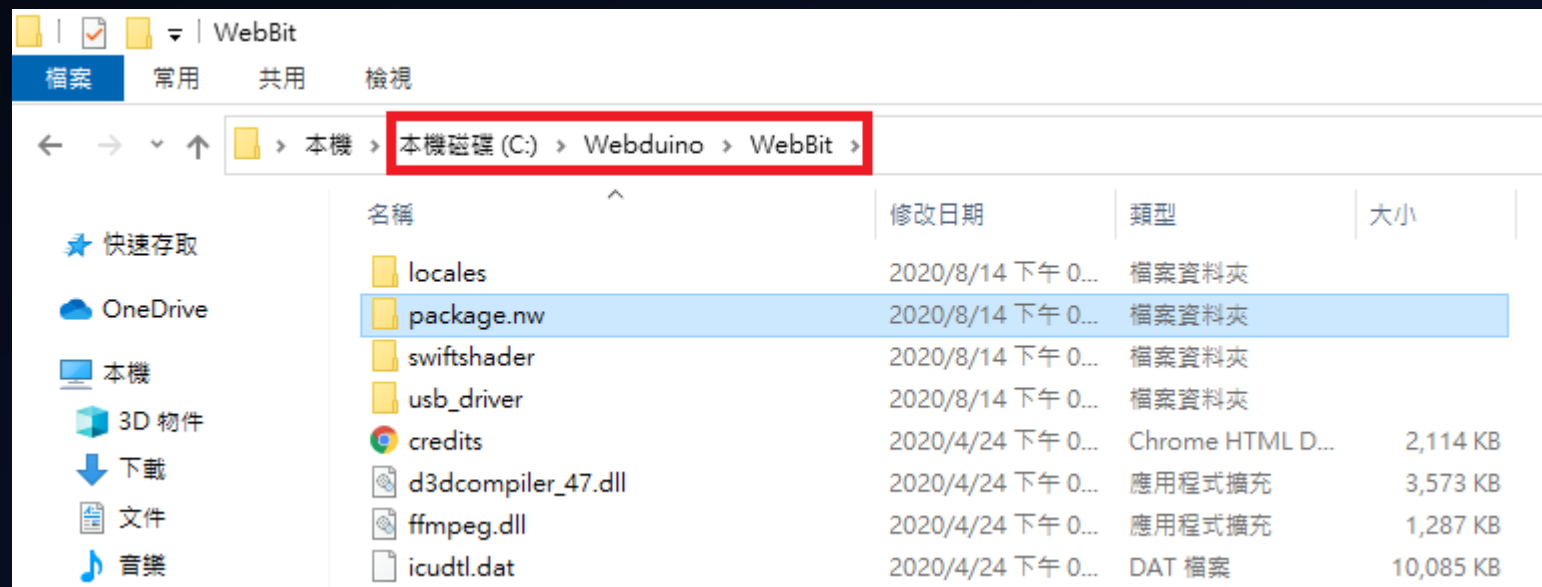 WebBit
檔案 常用 共用 檢視
本機 本機磁碟 (C:) Webduino WebBit
名稱 修改日期 類型 大小
快速存取
OneDrive
本機
3D 物件
下載
文件
音樂
locales 2020/8/14 下午 0... 檔案資料夾
package.nw 2020/8/14 下午 0... 檔案資料夾
swiftshader 2020/8/14 下午 0... 檔案資料夾
usb_driver 2020/8/14 下午 0... 檔案資料夾
credits 2020/4/24 下午 0... Chrome HTML D... 2,114 KB
d3dcompiler_47.dll 2020/4/24 下午 0... 應用程式擴充 3,573 KB
ffmpeg.dll 2020/4/24 下午 0... 應用程式擴充 1,287 KB
icudtl.dat 2020/4/24 下午 0... DAT 檔案 10,085 KB